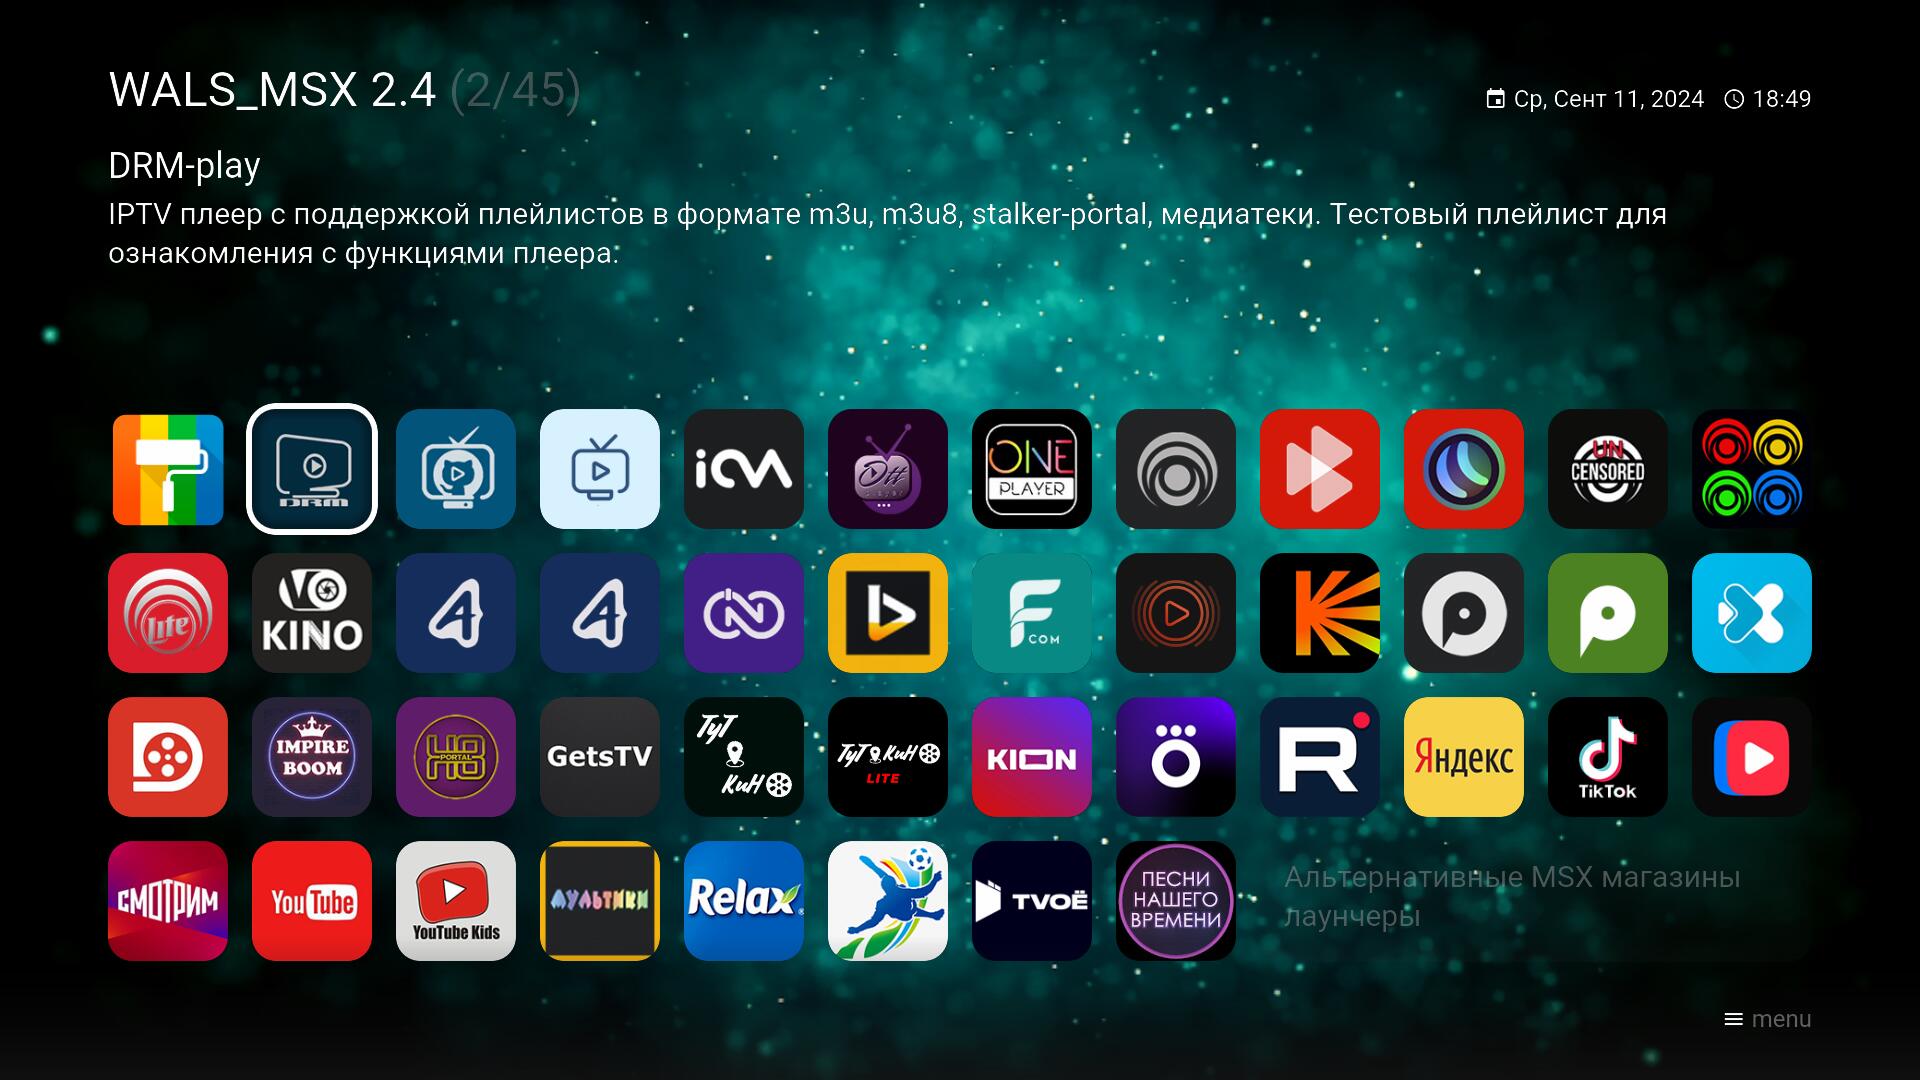 WALS_MSX 2.4 (2/45)
Ср, Сент 11, 2024 18:49
DRM-play
IPTV плеер с поддержкой плейлистов в формате m3u, m3u8, stalker-portal, медиатеки. Тестовый плейлист для
ознакомления с функциями плеера:
DRM
Ott
player
ONE
PLAYER
UN
CENSORED
Lite
KINO
F
COM
GetsTV
IMPIRE
BOOM
PORTAL
ТуТ
КиН
ТуТ КиН
LITE
KION
R
Яндекс
TikTok
СМОТРИМ
YouTube
YouTube Kids
МУЛЬТИКИ
Relax
TVOЁ
ПЕСНИ
НАШЕГО
ВРЕМЕНИ
Альтернативные MSX магазины
лаунчеры
menu